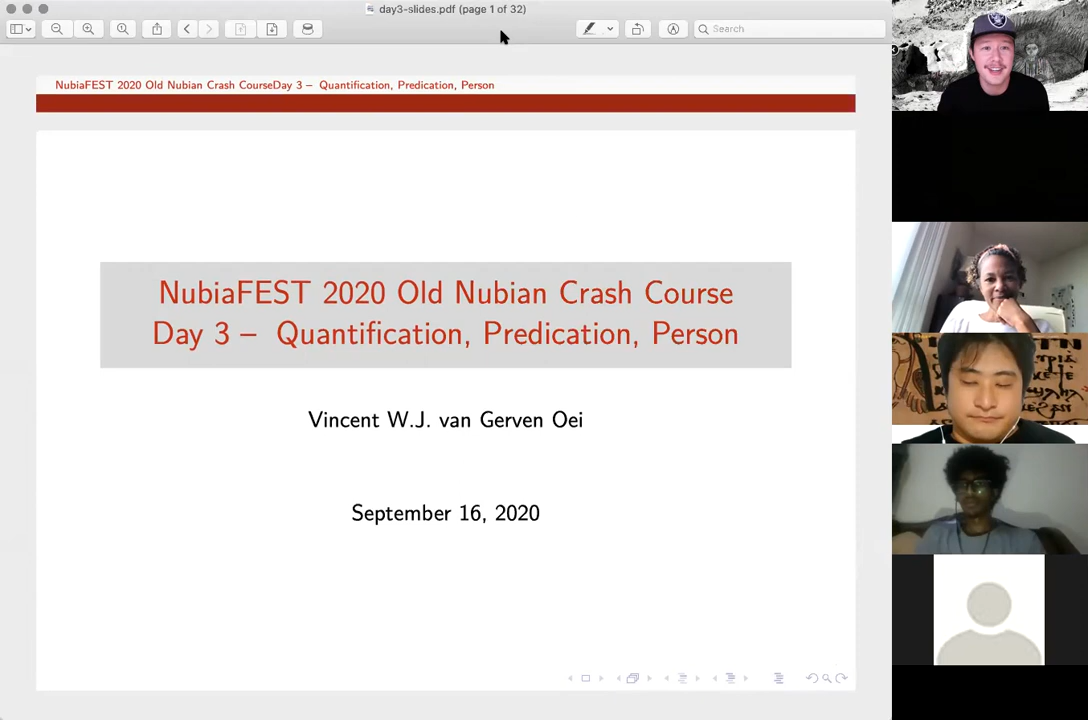 day3-slides.pdf (page 1 of 32)
Search
NubiaFEST 2020 Old Nubian Crash CourseDay 3 – Quantification, Predication, Person
NubiaFEST 2020 Old Nubian Crash Course
Day 3 – Quantification, Predication, Person
Vincent W.J. van Gerven Oei
September 16, 2020